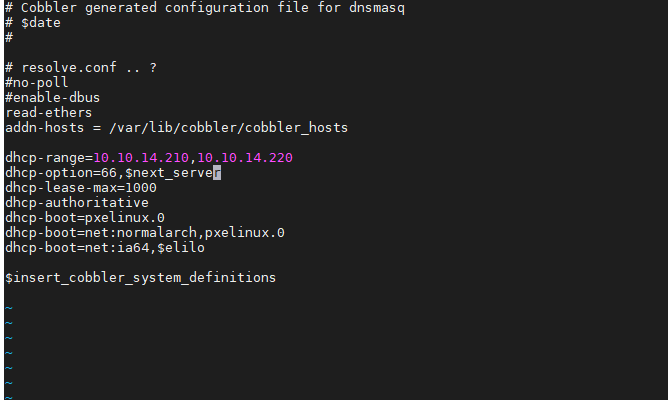 # Cobbler generated configuration file for dnsmasq
# $date
#
# resolve.conf .. ?
#no-poll
#enable-dbus
read-ethers
addn-hosts = /var/lib/cobbler/cobbler_hosts
dhcp-range=10.10.14.210,10.10.14.220
dhcp-option=66,$next_server
dhcp-lease-max=1000
dhcp-authoritative
dhcp-boot=pxelinux.0
dhcp-boot=net:normalarch,pxelinux.0
dhcp-boot=net:ia64,$elilo
$insert_cobbler_system_definitions
~
~
~
~
~
~
~